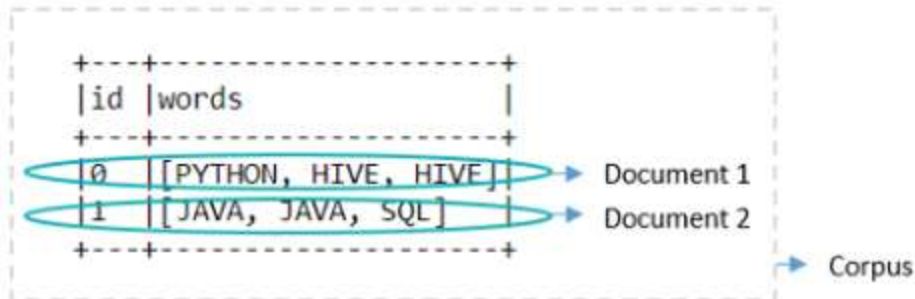 +---+--------------------+
|id |words               |
+---+--------------------+
|0  |[PYTHON, HIVE, HIVE]| Document 1
|1  |[JAVA, JAVA, SQL]   | Document 2
+---+--------------------+
Corpus